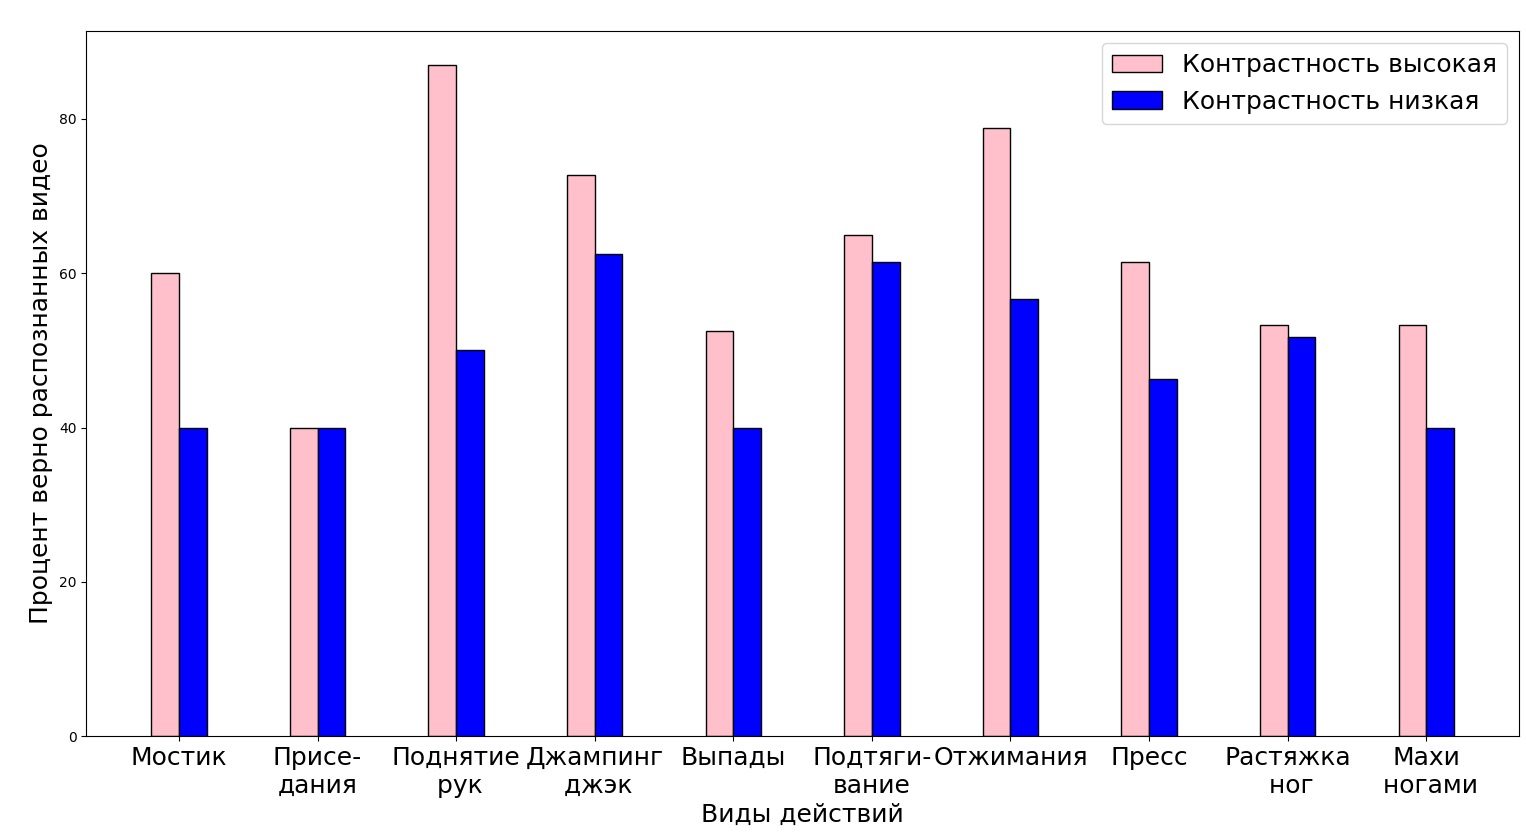 Контрастность высокая
Контрастность низкая
Процент верно распознанных видео
80
60
40
20
0
Мостик
Присе-
дания
Поднятие
рук
Джампинг
джэк
Выпады
Подтяги-
вание
Отжимания
Пресс
Растяжка
ног
Махи
ногами
Виды действий